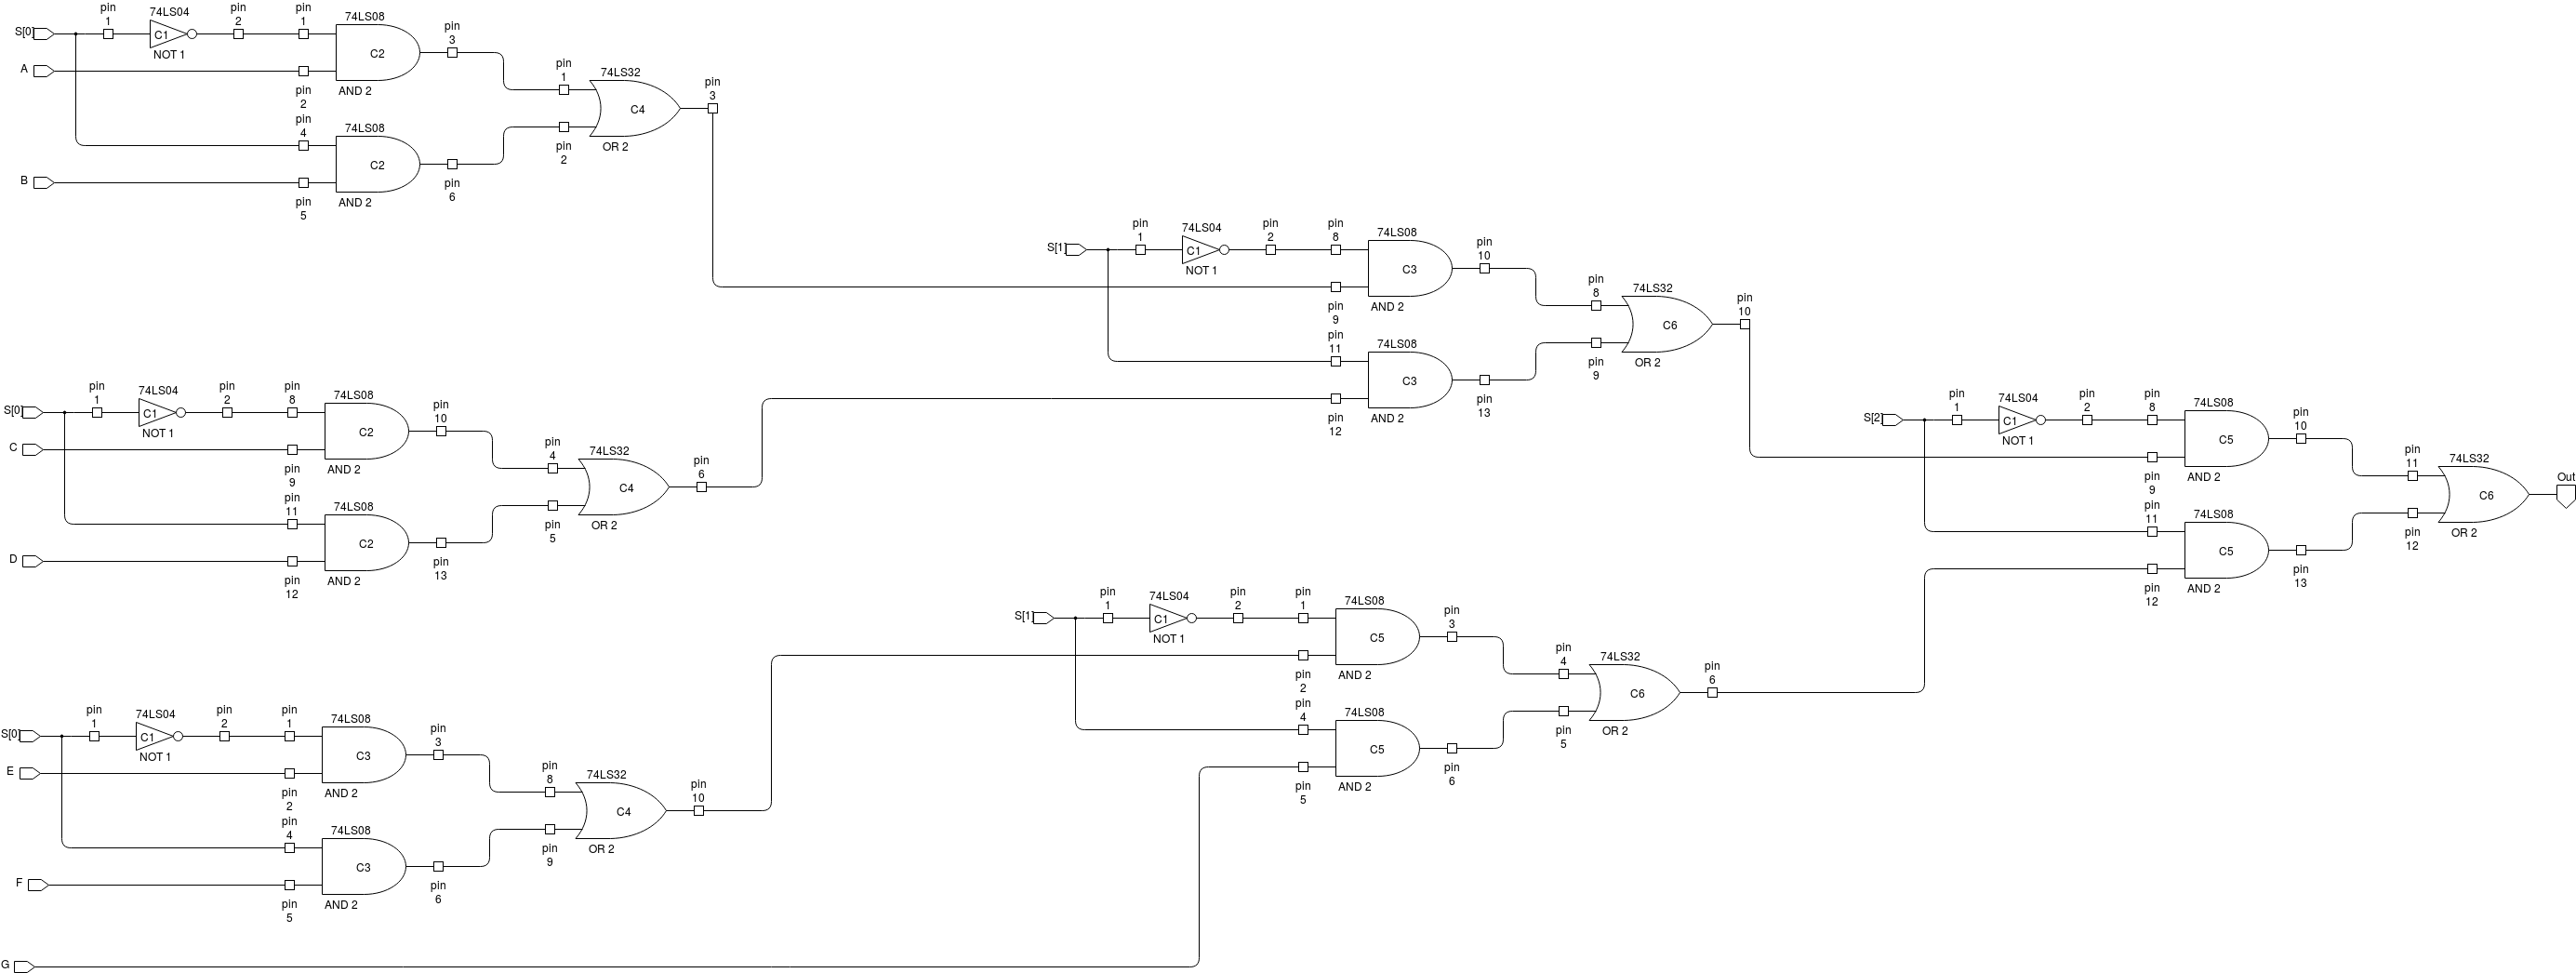 pin
1
74LS04
pin
2
pin
1
74LS08
S[0]
C1
NOT 1
C2
pin
3
A
pin
2
AND 2
pin
1
74LS32
C4
pin
3
pin
4
74LS08
C2
pin
2
OR 2
B
pin
5
AND 2
pin
6
S[1]
pin
1
74LS04
C1
NOT 1
pin
2
pin
8
74LS08
C3
pin
10
pin
9
AND 2
pin
8
74LS32
C6
pin
10
pin
11
74LS08
C3
pin
9
OR 2
pin
12
AND 2
pin
13
S[0]
pin
1
74LS04
C1
NOT 1
pin
2
pin
8
74LS08
C2
pin
10
C
pin
9
AND 2
pin
4
74LS32
C4
pin
6
pin
11
74LS08
C2
pin
5
OR 2
D
pin
12
AND 2
pin
13
S[2]
pin
1
74LS04
C1
NOT 1
pin
2
pin
8
74LS08
C5
pin
10
pin
9
AND 2
pin
11
74LS32
C6
Out
pin
11
74LS08
C5
pin
12
OR 2
pin
12
AND 2
pin
13
S[1]
pin
1
74LS04
C1
NOT 1
pin
2
pin
1
74LS08
C5
pin
3
pin
2
AND 2
pin
4
74LS32
C6
pin
6
pin
4
74LS08
C5
pin
5
OR 2
pin
5
AND 2
pin
6
S[0]
pin
1
74LS04
C1
NOT 1
pin
2
pin
1
74LS08
C3
pin
3
E
pin
2
AND 2
pin
8
74LS32
C4
pin
10
pin
4
74LS08
C3
pin
9
OR 2
F
pin
5
AND 2
pin
6
G